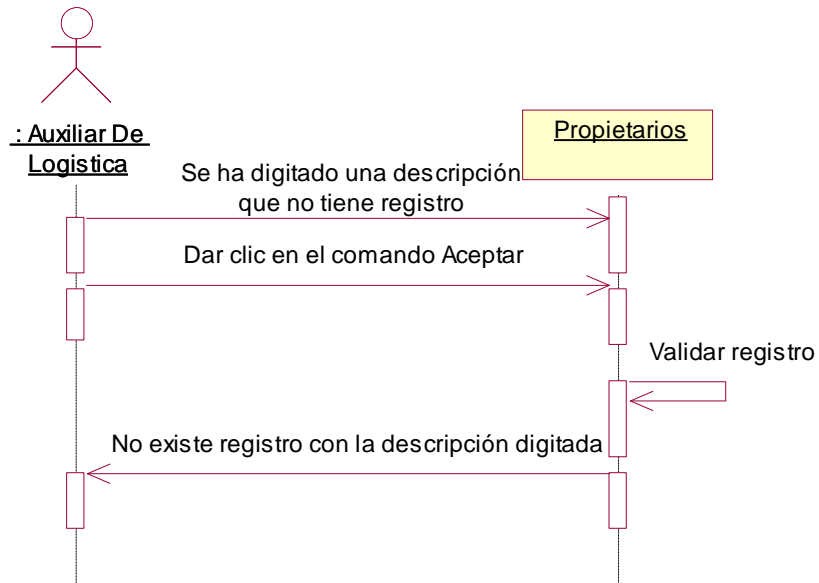 : Auxiliar De
Logistica
Propietarios
Se ha digitado una descripción
que no tiene registro
Dar clic en el comando Aceptar
Validar registro
No existe registro con la descripción digitada